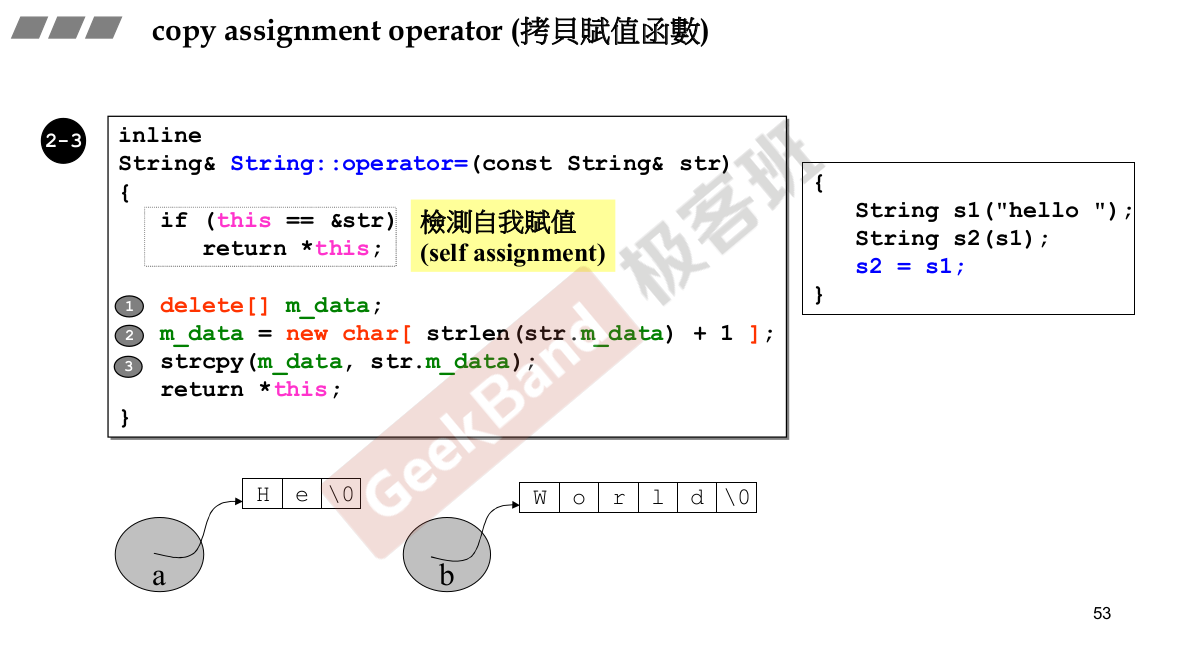 copy assignment operator (拷貝賦值函數)
2-3
inline
String& String::operator=(const String& str)
{
if (this == &str)
return *this;
檢測自我賦值
(self assignment)
1 delete[] m_data;
2 m_data = new char[ strlen(str.m_data) + 1 ];
3 strcpy(m_data, str.m_data);
return *this;
}
{
String s1("hello ");
String s2(s1);
s2 = s1;
}
GeekBand 极客班
H e \0
W o r l d \0
a
b
53